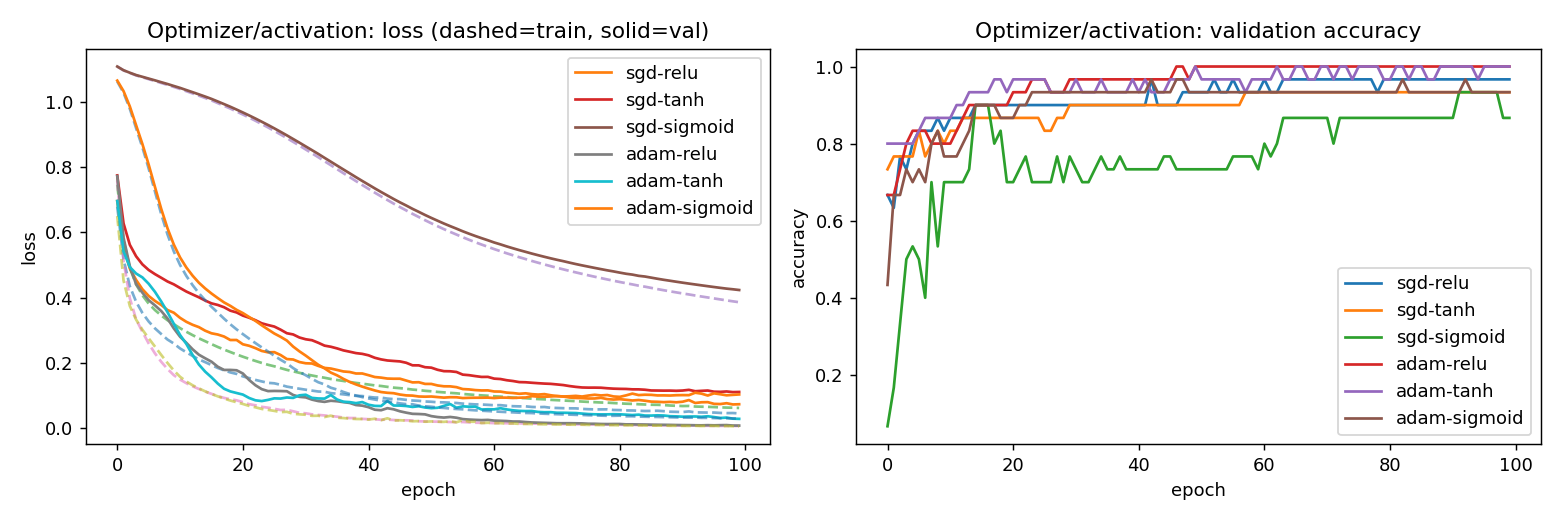 Optimizer/activation: loss (dashed=train, solid=val)
loss
1.0
0.8
0.6
0.4
0.2
0.0
0
20
40
60
80
100
epoch
sgd-relu
sgd-tanh
sgd-sigmoid
adam-relu
adam-tanh
adam-sigmoid
Optimizer/activation: validation accuracy
accuracy
1.0
0.8
0.6
0.4
0.2
0
20
40
60
80
100
epoch
sgd-relu
sgd-tanh
sgd-sigmoid
adam-relu
adam-tanh
adam-sigmoid